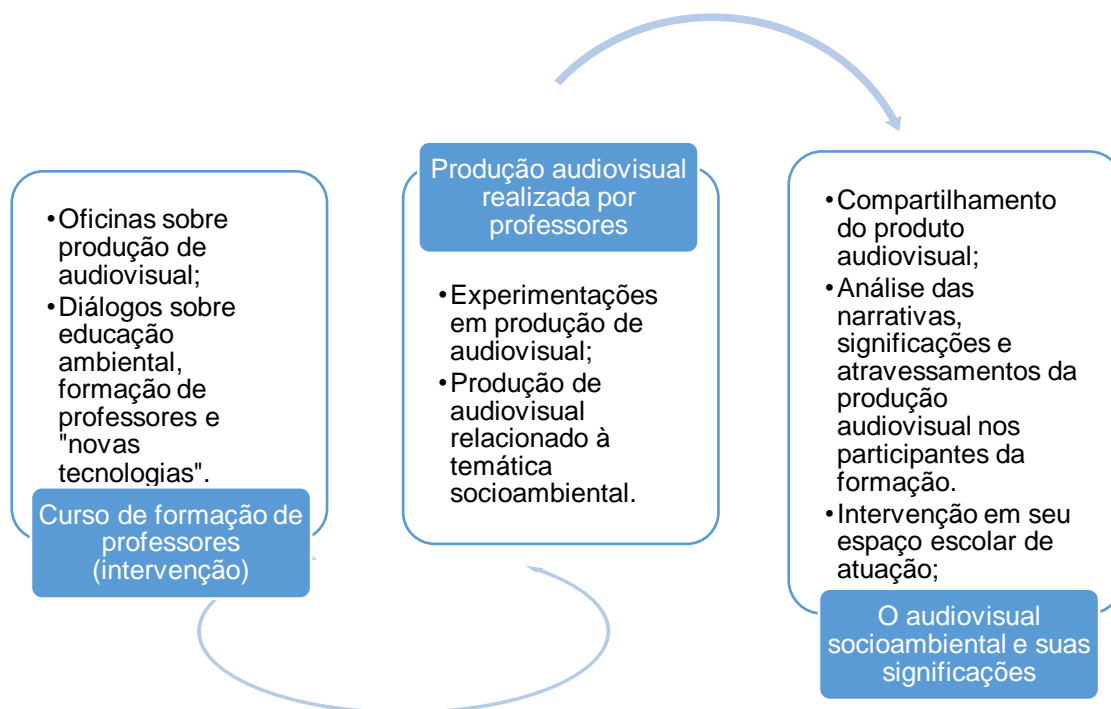 •Oficinas sobre
produção de
audiovisual;
•Diálogos sobre
educação
ambiental,
formação de
professores e
"novas
tecnologias".
Curso de formação de
professores
(intervenção)
Produção audiovisual
realizada por
professores
•Experimentações
em produção de
audiovisual;
•Produção de
audiovisual
relacionado à
temática
socioambiental.
•Compartilhamento
do produto
audiovisual;
•Análise das
narrativas,
significações e
atravessamentos da
produção
audiovisual nos
participantes da
formação.
•Intervenção em seu
espaço escolar de
atuação;
O audiovisual
socioambiental e suas
significações